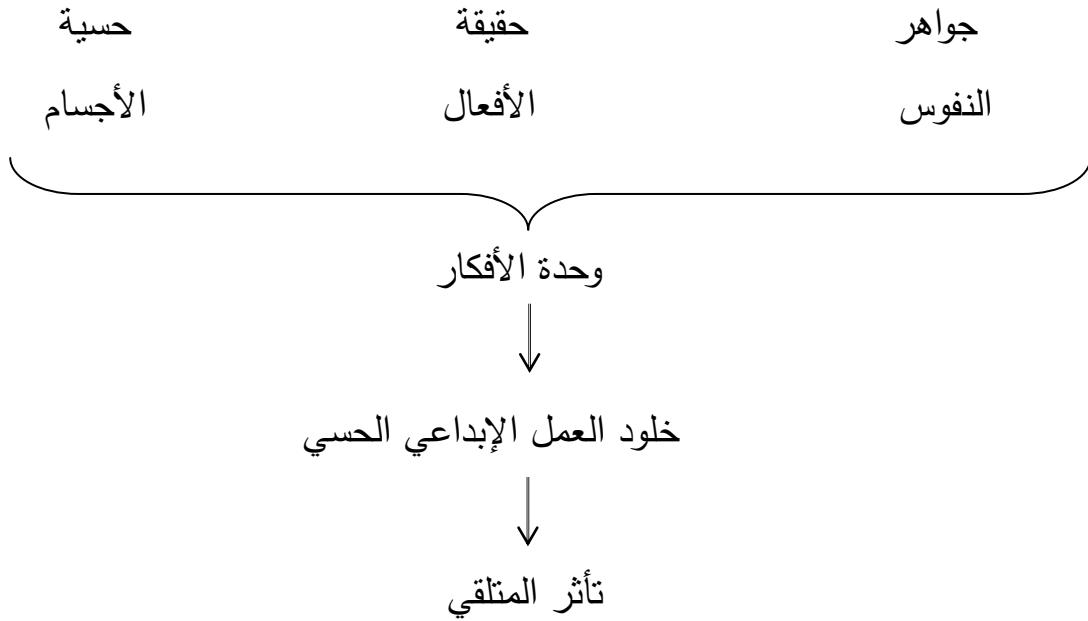 جواهر حقيقة حسية
النفوس الأفعال الأجسام
وحدة الأفكار
خلود العمل الإبداعي الحسي
تأثر المتلقي